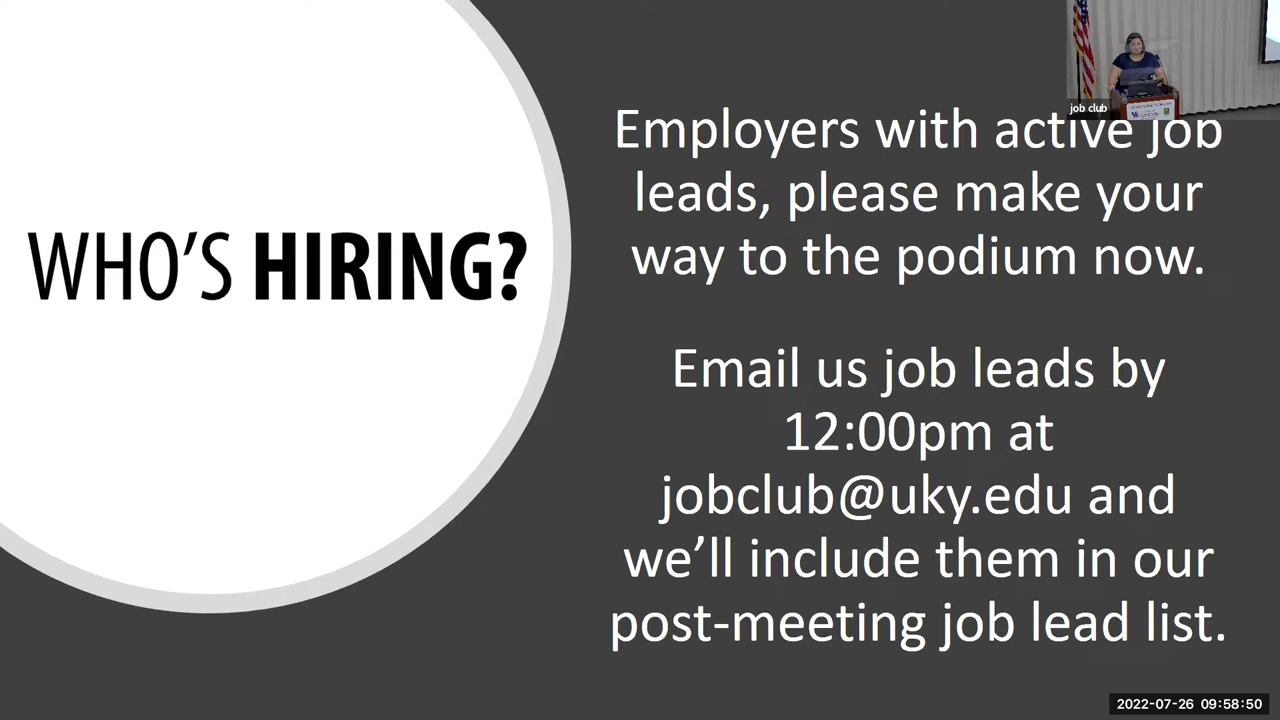 WHO'S HIRING?
job club
Employers with active job
leads, please make your
way to the podium now.
Email us job leads by
12:00pm at
jobclub@uky.edu and
we'll include them in our
post-meeting job lead list.
2022-07-26 09:58:50